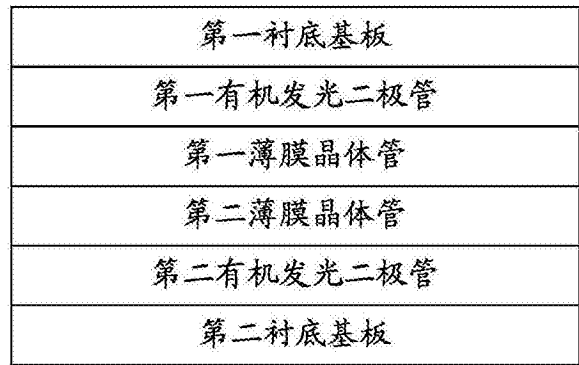 第一衬底基板
第一有机发光二极管
第一薄膜晶体管
第二薄膜晶体管
第二有机发光二极管
第二衬底基板